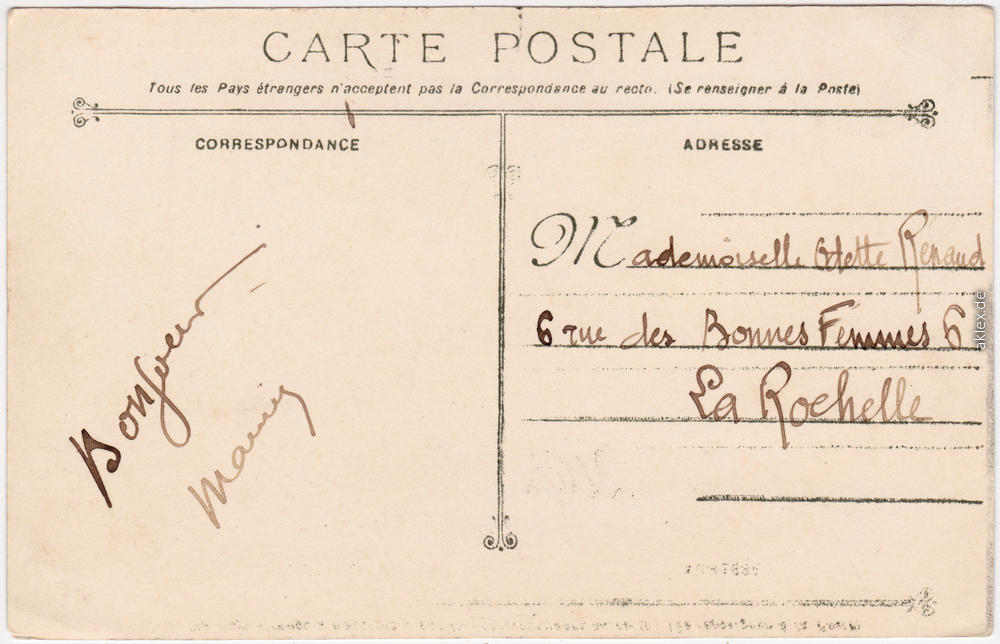 CARTE POSTALE
Tous les Pays étrangers n'acceptent pas la Correspondance au recto. (Se renseigner à la Poste)
CORRESPONDANCE
Bonjour
ADRESSE
Mademoiselle Odette Renaud
6 rue des Bonnes Femmes 6
La Rochelle
aklex.de